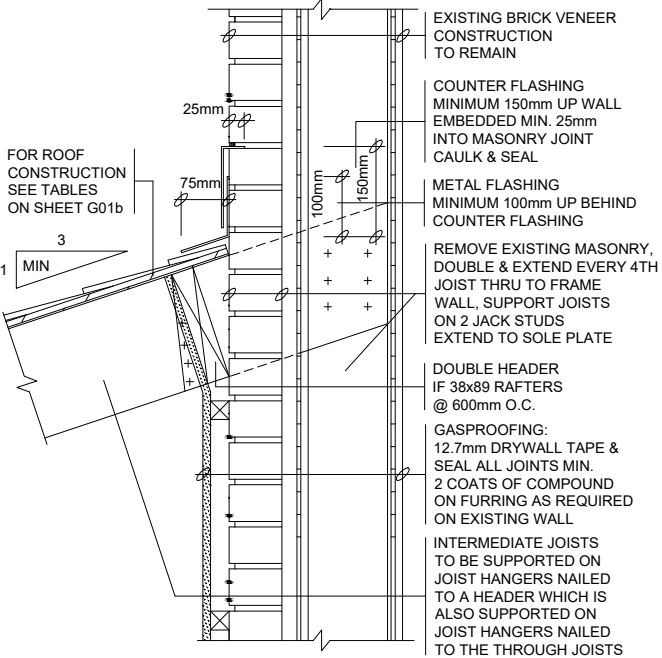 EXISTING BRICK VENEER
CONSTRUCTION
TO REMAIN
COUNTER FLASHING
MINIMUM 150mm UP WALL
EMBEDDED MIN. 25mm
INTO MASONRY JOINT
CAULK & SEAL
METAL FLASHING
MINIMUM 100mm UP BEHIND
COUNTER FLASHING
REMOVE EXISTING MASONRY,
DOUBLE & EXTEND EVERY 4TH
JOIST THRU TO FRAME
WALL, SUPPORT JOISTS
ON 2 JACK STUDS
EXTEND TO SOLE PLATE
DOUBLE HEADER
IF 38x89 RAFTERS
@ 600mm O.C.
GASPROOFING:
12.7mm DRYWALL TAPE &
SEAL ALL JOINTS MIN.
2 COATS OF COMPOUND
ON FURRING AS REQUIRED
ON EXISTING WALL
INTERMEDIATE JOISTS
TO BE SUPPORTED ON
JOIST HANGERS NAILED
TO A HEADER WHICH IS
ALSO SUPPORTED ON
JOIST HANGERS NAILED
TO THE THROUGH JOISTS
25mm
FOR ROOF
CONSTRUCTION
SEE TABLES
ON SHEET G01b
75mm
100mm
150mm
3
1
MIN